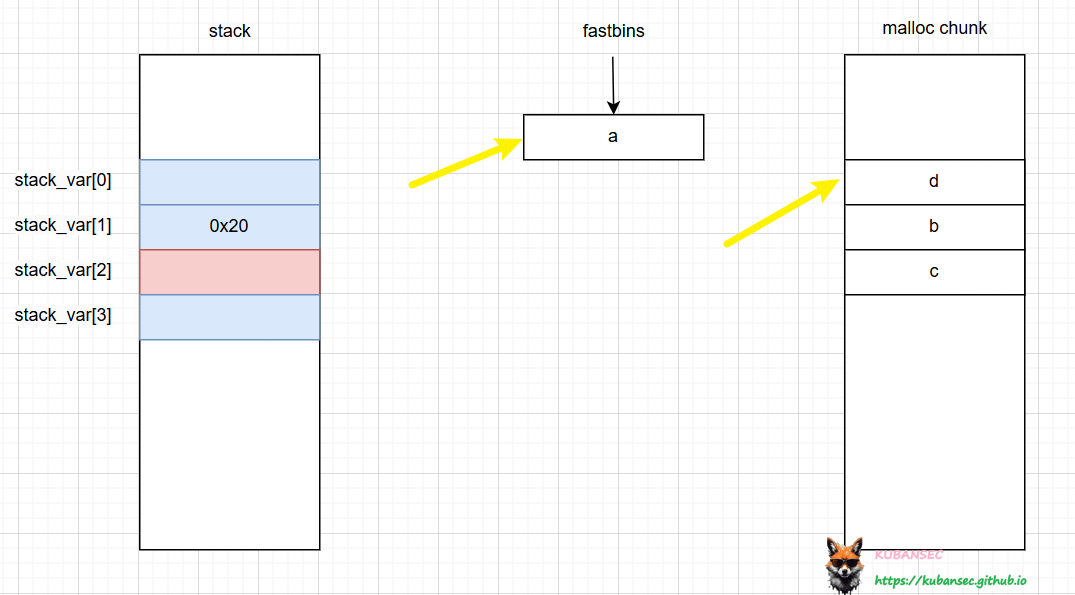 stack
fastbins
malloc chunk
a
stack_var[0]
d
stack_var[1]
0x20
b
stack_var[2]
c
stack_var[3]
KUBANSEC
https://kubansec.github.io